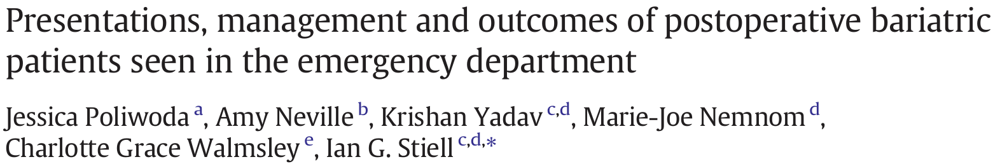 Presentations, management and outcomes of postoperative bariatric
patients seen in the emergency department
Jessica Poliwoda a, Amy Neville b, Krishan Yadav c,d, Marie-Joe Nemnom d,
Charlotte Grace Walmsley e, Ian G. Stiell c,d,*